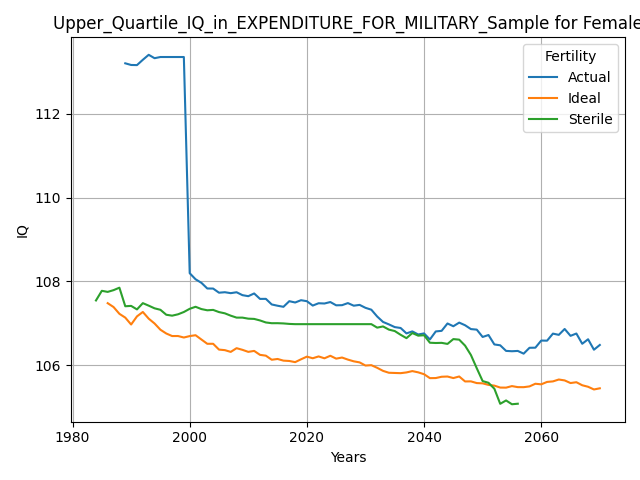 Upper_Quartile_IQ_in_EXPENDITURE_FOR_MILITARY_Sample for Female
Fertility
Actual
Ideal
Sterile
112
110
108
106
IQ
1980
2000
2020
2040
2060
Years